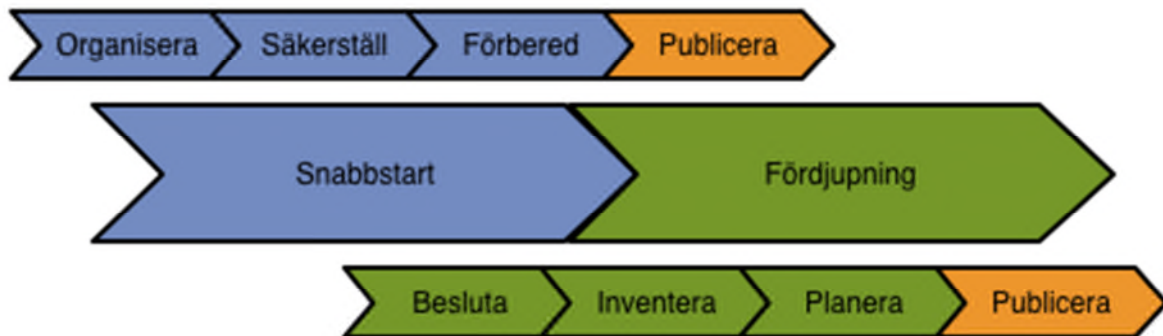 Organisera Säkerställ Förbered Publicera
Snabbstart Fördjupning
Besluta Inventera Planera Publicera